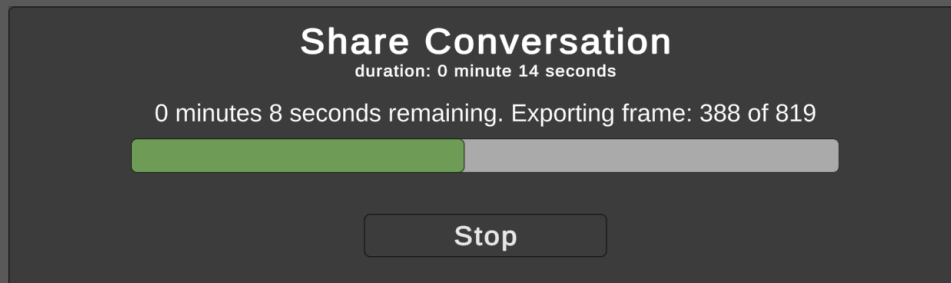 Share Conversation
duration: 0 minute 14 seconds
0 minutes 8 seconds remaining. Exporting frame: 388 of 819
Stop